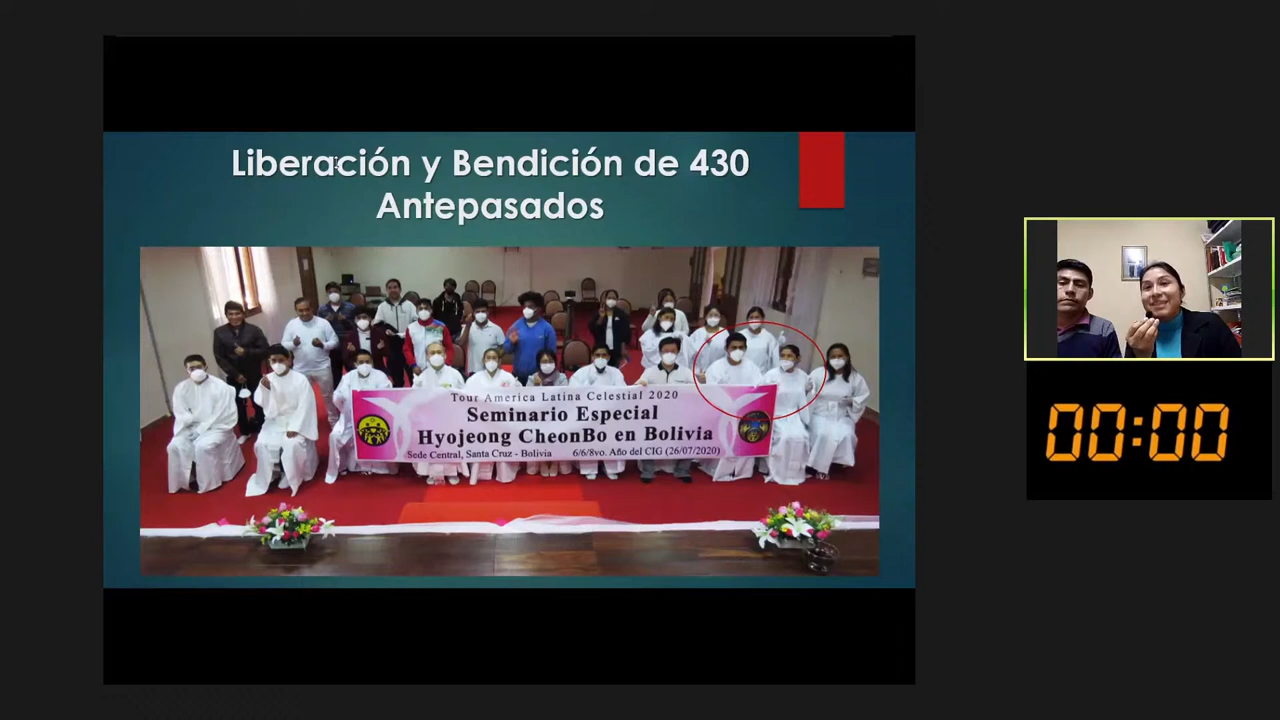 Liberación y Bendición de 430
Antepasados
Tour America Latina Celestial 2020
Seminario Especial
Hyojeong CheonBo en Bolivia
Sede Central, Santa Cruz - Bolivia 6/6/8vo. Año del CIG (26/07/2020)
00:00